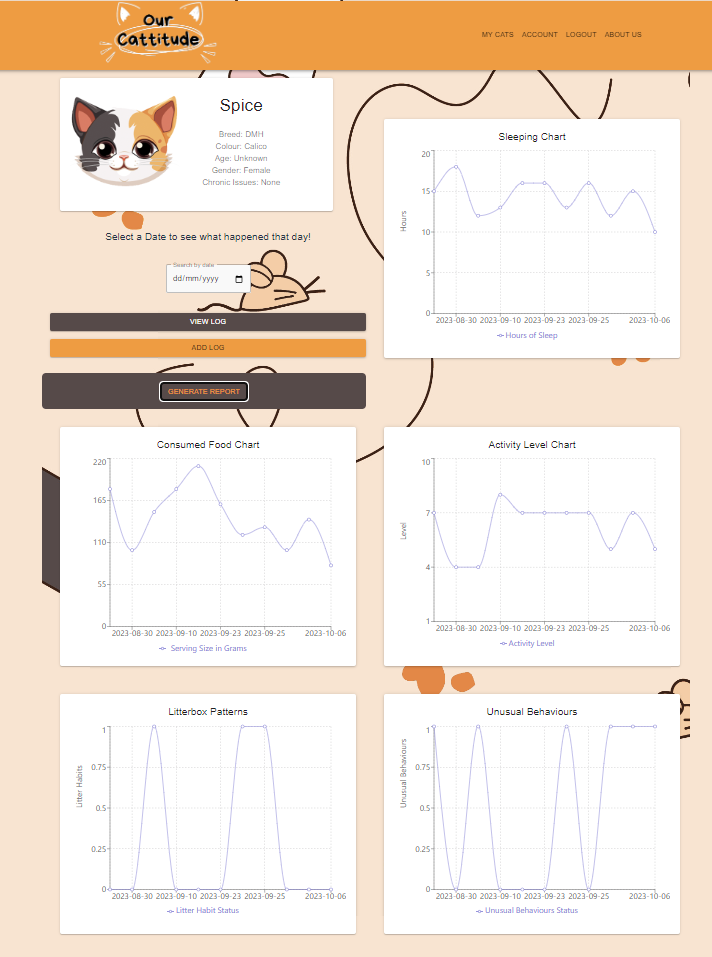 Our
Cattitude
MY CATS ACCOUNT LOGOUT ABOUT US
Spice
Breed: DMH
Colour: Calico
Age: Unknown
Gender: Female
Chronic Issues: None
Select a Date to see what happened that day!
Search by date
dd/mm/yyyy
VIEW LOG
ADD LOG
GENERATE REPORT
Sleeping Chart
20
15
10
5
0
Hours
2023-08-30 2023-09-10 2023-09-23 2023-09-25 2023-10-06
Hours of Sleep
Consumed Food Chart
220
165
110
55
0
2023-08-30 2023-09-10 2023-09-23 2023-09-25 2023-10-06
Serving Size in Grams
Activity Level Chart
10
7
4
1
Level
2023-08-30 2023-09-10 2023-09-23 2023-09-25 2023-10-06
Activity Level
Litterbox Patterns
1
0.75
0.5
0.25
0
Litter Habits
2023-08-30 2023-09-10 2023-09-23 2023-09-25 2023-10-06
Litter Habit Status
Unusual Behaviours
1
0.75
0.5
0.25
0
Unusual Behaviours
2023-08-30 2023-09-10 2023-09-23 2023-09-25 2023-10-06
Unusual Behaviours Status